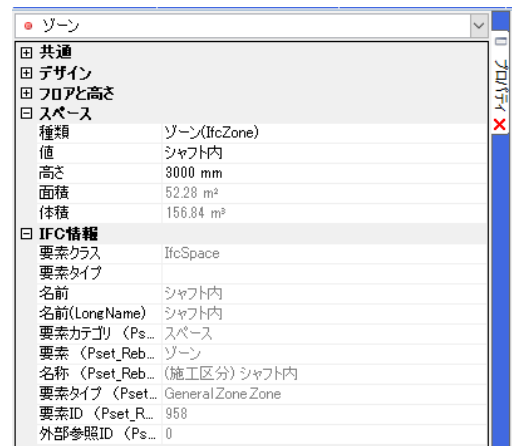 ゾーン
プロパティ
共通
デザイン
フロアと高さ
スペース
種類 ゾーン(IfcZone)
値 シャフト内
高さ 3000 mm
面積 52.28 m²
体積 156.84 m³
IFC情報
要素クラス IfcSpace
要素タイプ
名前 シャフト内
名前(LongName) シャフト内
要素カテゴリ (Ps... スペース
要素 (Pset_Reb... ゾーン
名称 (Pset_Reb... (施工区分) シャフト内
要素タイプ (Pset... GeneralZone Zone
要素ID (Pset_R... 958
外部参照ID (Ps... 0